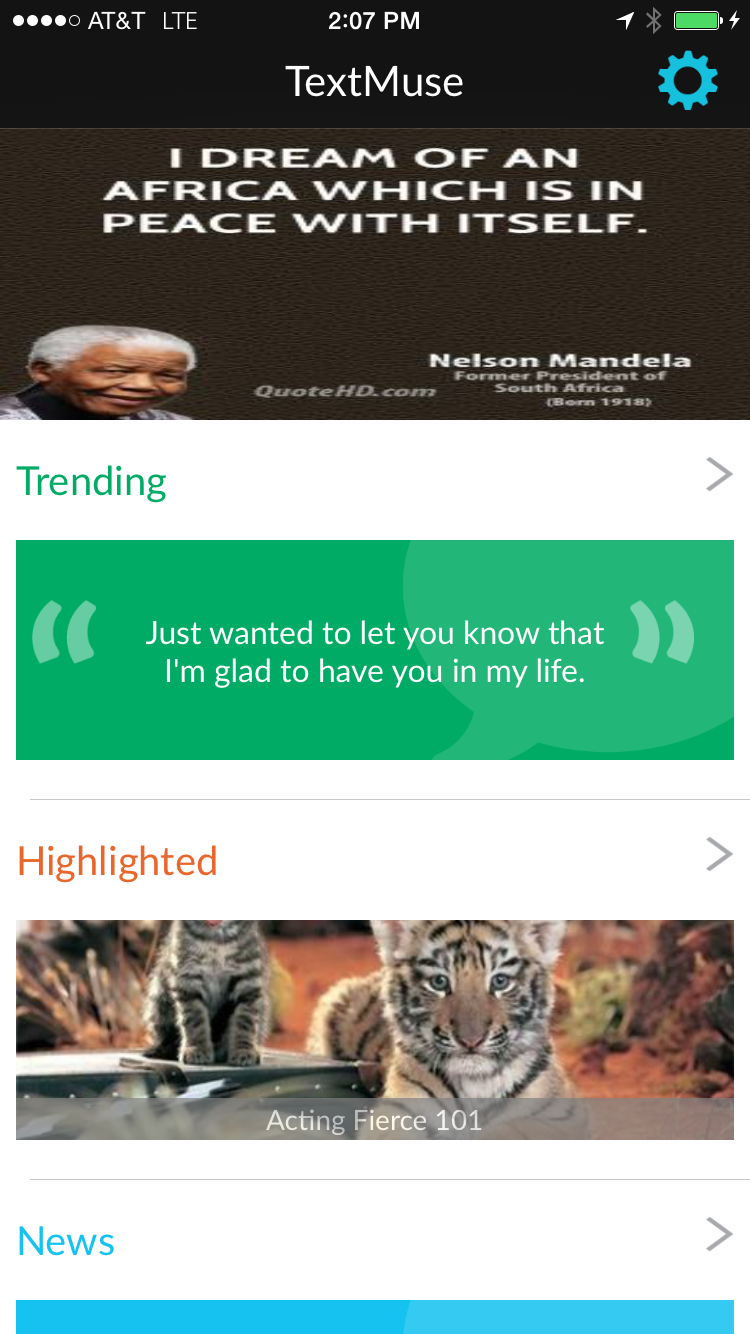 AT&T LTE 2:07 PM
TextMuse
I DREAM OF AN
AFRICA WHICH IS IN
PEACE WITH ITSELF.
Nelson Mandela
Former President of
South Africa
(Born 1918)
QuoteHD.com
Trending
“ Just wanted to let you know that ”
I'm glad to have you in my life.
Highlighted
Acting Fierce 101
News